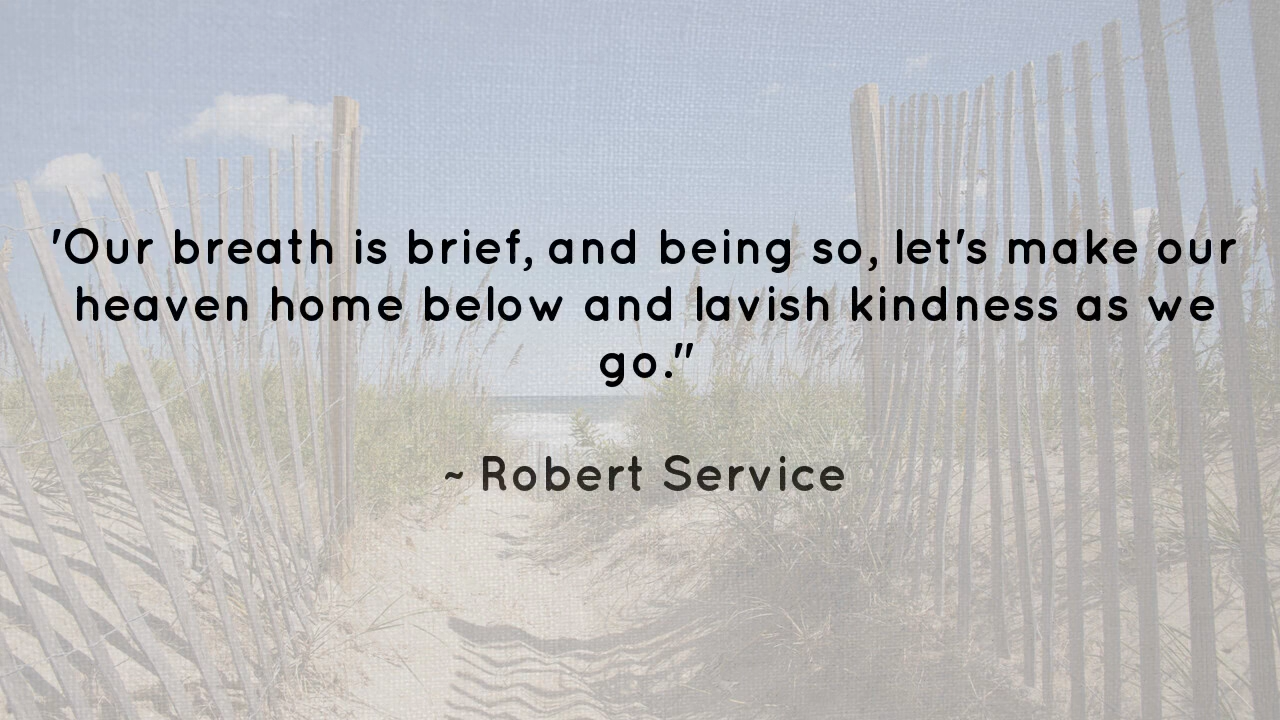 'Our breath is brief, and being so, let's make our
heaven home below and lavish kindness as we
go."
~ Robert Service